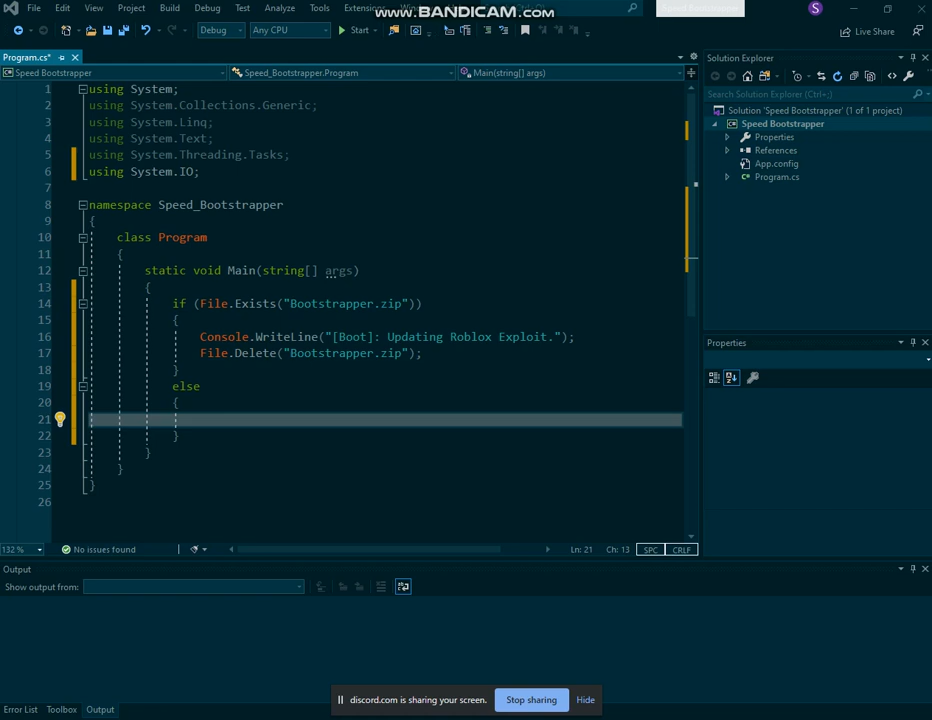 File Edit View Project Build Debug Test Analyze Tools Extensions
www.BANDICAM.com
Speed Bootstrapper
S
Debug Any CPU Start
Live Share
Program.cs*
Speed Bootstrapper Speed_Bootstrapper.Program Main(string[] args)
1 using System;
2 using System.Collections.Generic;
3 using System.Linq;
4 using System.Text;
5 using System.Threading.Tasks;
6 using System.IO;
7
8 namespace Speed_Bootstrapper
9 {
10 class Program
11 {
12 static void Main(string[] args)
13 {
14 if (File.Exists("Bootstrapper.zip"))
15 {
16 Console.WriteLine("[Boot]: Updating Roblox Exploit.");
17 File.Delete("Bootstrapper.zip");
18 }
19 else
20 {
21
22 }
23 }
24 }
25 }
26
132 % No issues found Ln: 21 Ch: 13 SPC CRLF
Solution Explorer
Search Solution Explorer (Ctrl+;)
Solution 'Speed Bootstrapper' (1 of 1 project)
Speed Bootstrapper
Properties
References
App.config
Program.cs
Properties
Output
Show output from:
discord.com is sharing your screen. Stop sharing Hide
Error List Toolbox Output